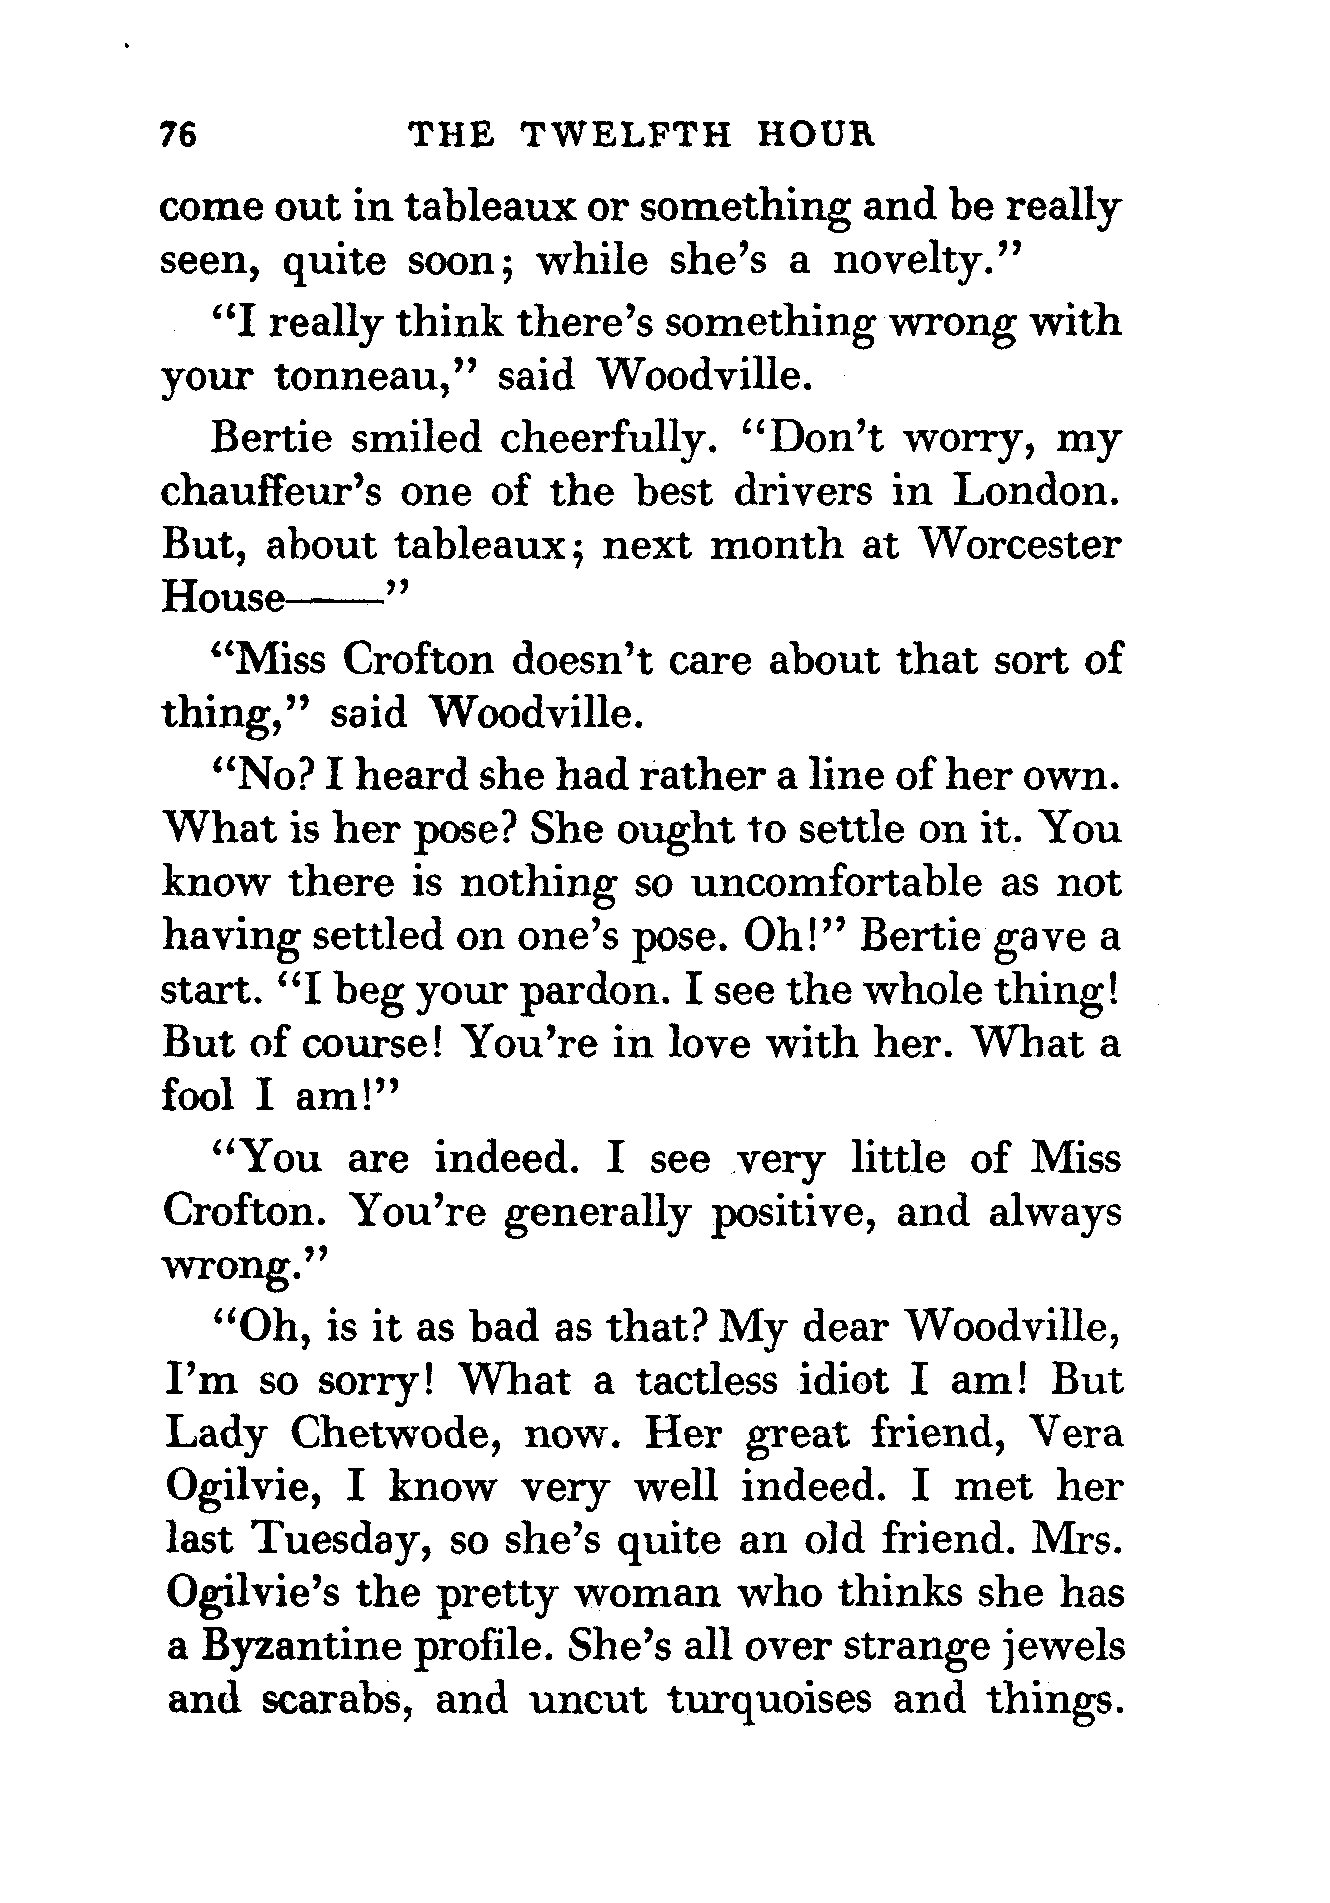 76 THE TWELFTH HOUR
come out in tableaux or something and be really
seen, quite soon; while she's a novelty."
"I really think there's something wrong with
your tonneau," said Woodville.
Bertie smiled cheerfully. "Don't worry, my
chauffeur's one of the best drivers in London.
But, about tableaux; next month at Worcester
House——"
"Miss Crofton doesn't care about that sort of
thing," said Woodville.
"No? I heard she had rather a line of her own.
What is her pose? She ought to settle on it. You
know there is nothing so uncomfortable as not
having settled on one's pose. Oh!" Bertie gave a
start. "I beg your pardon. I see the whole thing!
But of course! You're in love with her. What a
fool I am!"
"You are indeed. I see very little of Miss
Crofton. You're generally positive, and always
wrong."
"Oh, is it as bad as that? My dear Woodville,
I'm so sorry! What a tactless idiot I am! But
Lady Chetwode, now. Her great friend, Vera
Ogilvie, I know very well indeed. I met her
last Tuesday, so she's quite an old friend. Mrs.
Ogilvie's the pretty woman who thinks she has
a Byzantine profile. She's all over strange jewels
and scarabs, and uncut turquoises and things.